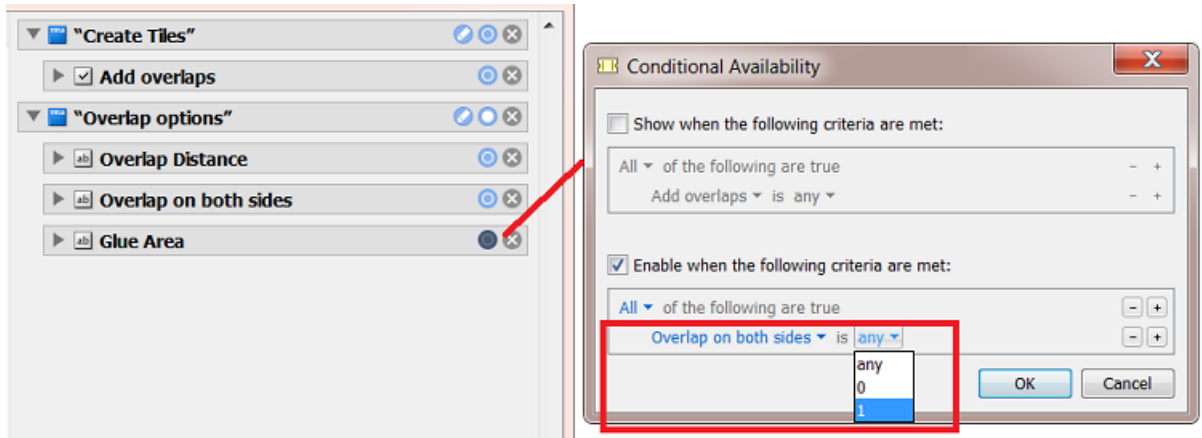 "Create Tiles"
Add overlaps
"Overlap options"
Overlap Distance
Overlap on both sides
Glue Area
Conditional Availability
Show when the following criteria are met:
All of the following are true
Add overlaps is any
Enable when the following criteria are met:
All of the following are true
Overlap on both sides is any
any
0
1
OK Cancel